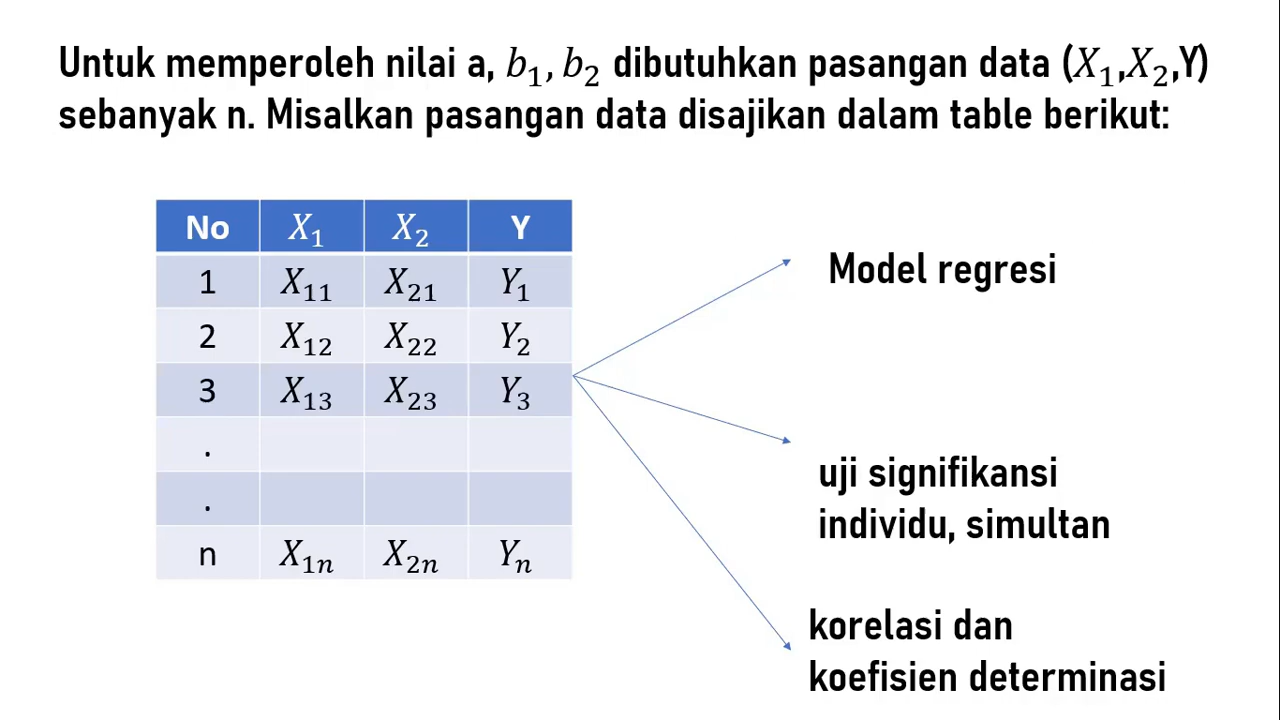 Untuk memperoleh nilai a, b₁, b₂ dibutuhkan pasangan data (X₁,X₂,Y)
sebanyak n. Misalkan pasangan data disajikan dalam table berikut:
No X₁ X₂ Y
1 X₁₁ X₂₁ Y₁
2 X₁₂ X₂₂ Y₂
3 X₁₃ X₂₃ Y₃
.
.
n X₁ₙ X₂ₙ Yₙ
Model regresi
uji signifikansi
individu, simultan
korelasi dan
koefisien determinasi